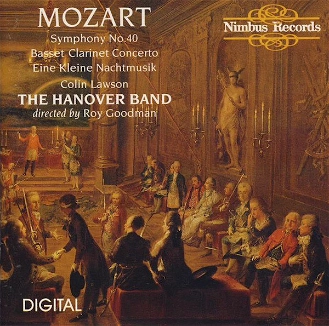 MOZART
Symphony No.40
Basset Clarinet Concerto
Eine Kleine Nachtmusik
Colin Lawson
THE HANOVER BAND
directed by Roy Goodman
Nimbus Records
DIGITAL